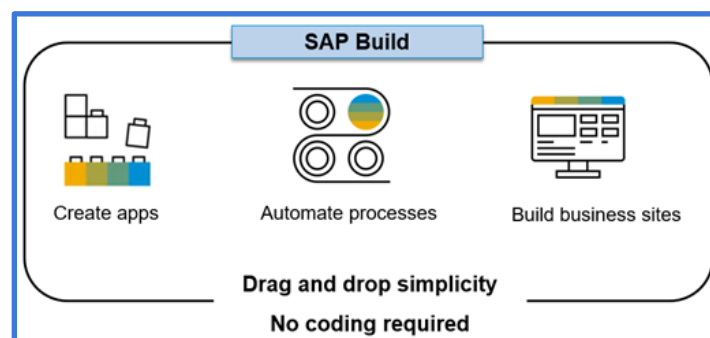 SAP Build
Create apps
Automate processes
Build business sites
Drag and drop simplicity
No coding required